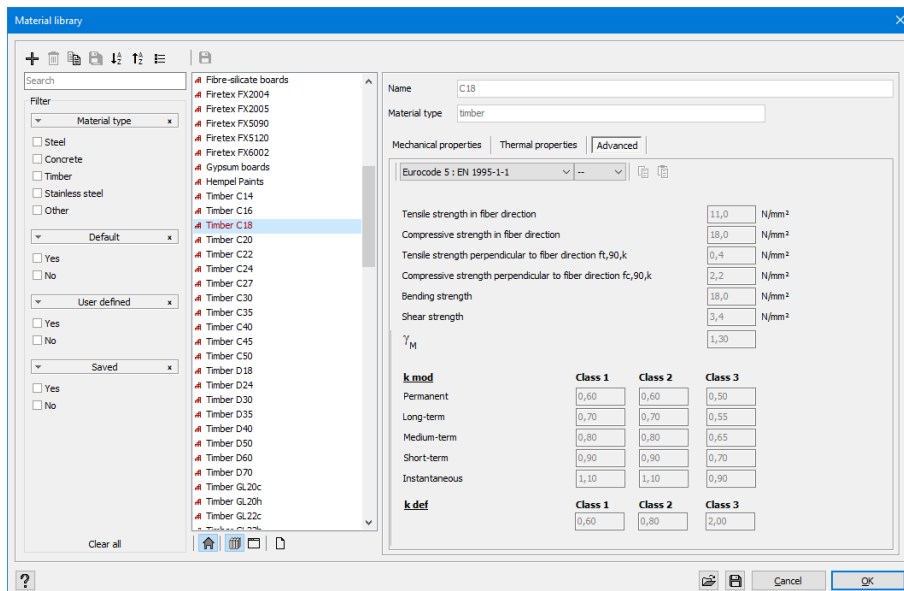 Material library
Search
Filter
Material type x
Steel
Concrete
Timber
Stainless steel
Other
Default x
Yes
No
User defined x
Yes
No
Saved x
Yes
No
Clear all
Fibre-silicate boards
Firetex FX2004
Firetex FX2005
Firetex FX5090
Firetex FX5120
Firetex FX6002
Gypsum boards
Hempel Paints
Timber C14
Timber C16
Timber C18
Timber C20
Timber C22
Timber C24
Timber C27
Timber C30
Timber C35
Timber C40
Timber C45
Timber C50
Timber D18
Timber D24
Timber D30
Timber D35
Timber D40
Timber D50
Timber D60
Timber D70
Timber GL20c
Timber GL20h
Timber GL22c
Name C18
Material type timber
Mechanical properties Thermal properties Advanced
Eurocode 5 : EN 1995-1-1 --
Tensile strength in fiber direction 11,0 N/mm²
Compressive strength in fiber direction 18,0 N/mm²
Tensile strength perpendicular to fiber direction ft,90,k 0,4 N/mm²
Compressive strength perpendicular to fiber direction fc,90,k 2,2 N/mm²
Bending strength 18,0 N/mm²
Shear strength 3,4 N/mm²
γM 1,30
k mod Class 1 Class 2 Class 3
Permanent 0,60 0,60 0,50
Long-term 0,70 0,70 0,55
Medium-term 0,80 0,80 0,65
Short-term 0,90 0,90 0,70
Instantaneous 1,10 1,10 0,90
k def Class 1 Class 2 Class 3
0,60 0,80 2,00
? Cancel OK